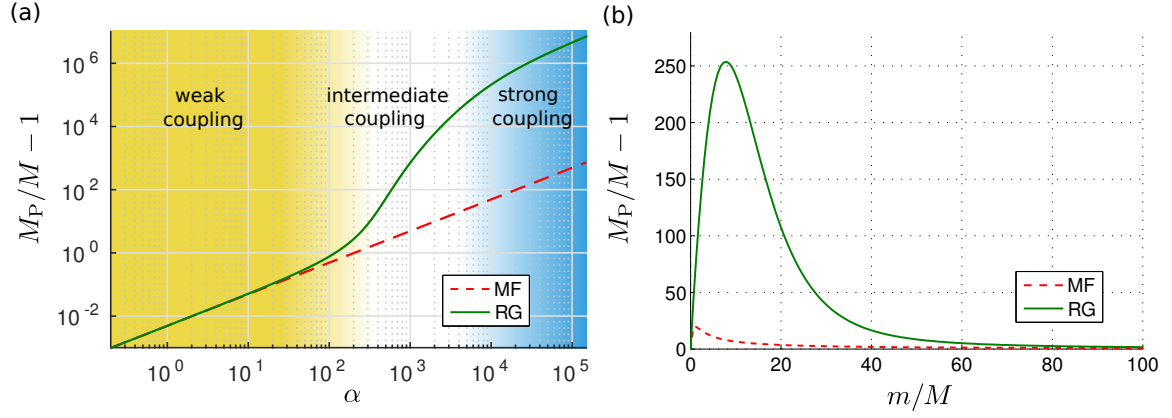 (a)
M_P/M − 1
10^6
10^4
10^2
10^0
10^−2
weak
coupling
intermediate
coupling
strong
coupling
MF
RG
10^0 10^1 10^2 10^3 10^4 10^5
α
(b)
M_P/M − 1
250
200
150
100
50
0
MF
RG
0 20 40 60 80 100
m/M